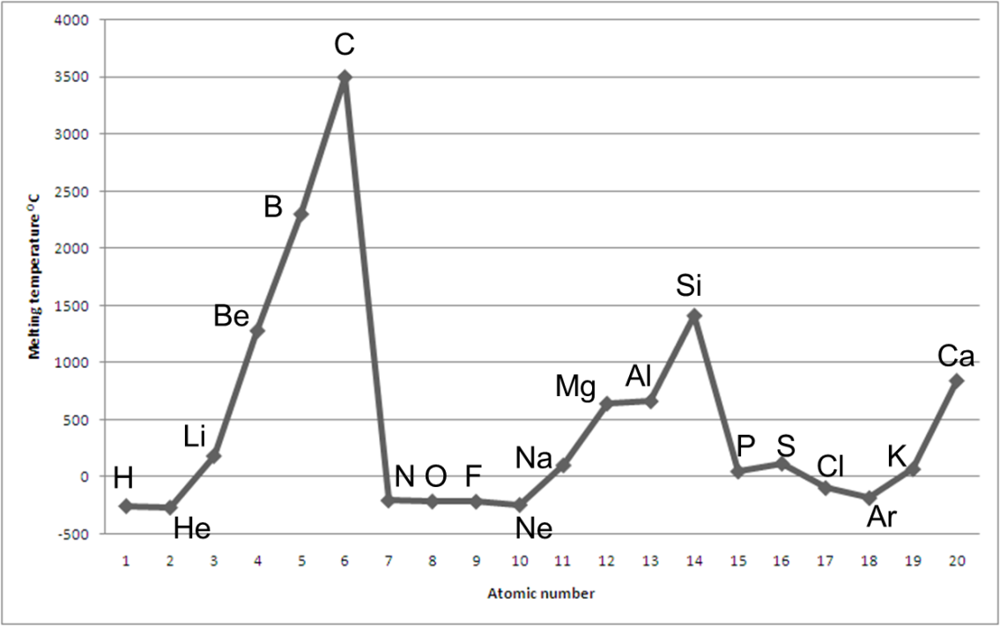 4000
3500
3000
2500
2000
1500
1000
500
0
-500
Melting temperature °C
H
He
Li
Be
B
C
N O F
Ne
Na
Mg
Al
Si
P
S
Cl
Ar
K
Ca
1 2 3 4 5 6 7 8 9 10 11 12 13 14 15 16 17 18 19 20
Atomic number